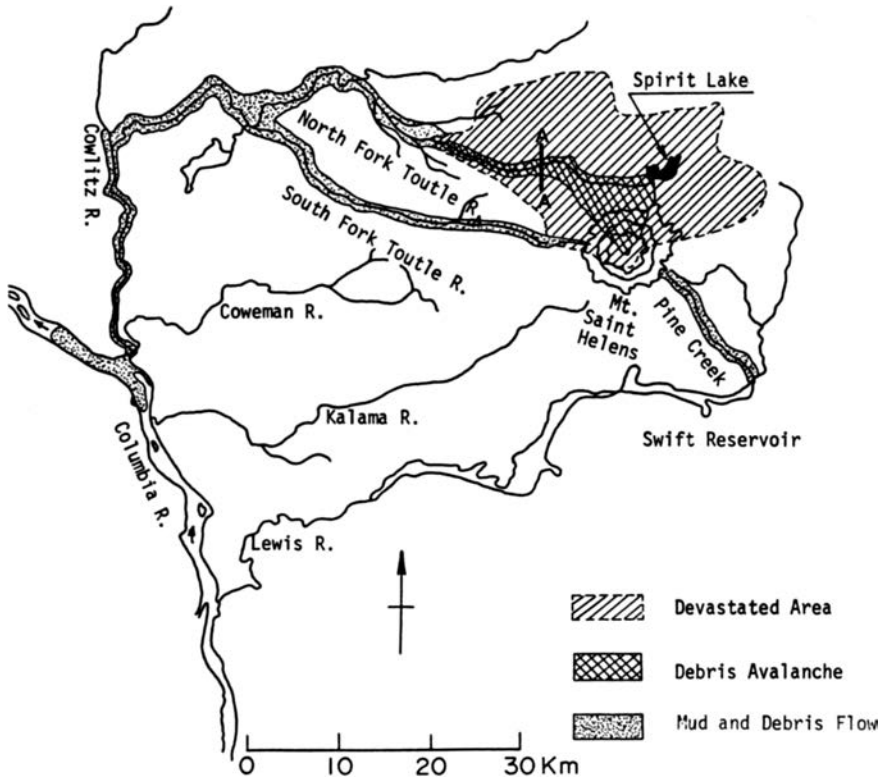 Spirit Lake
A
A
North Fork Toutle R.
South Fork Toutle R.
Cowlitz R.
Coweman R.
Mt.
Saint
Helens
Pine Creek
Kalama R.
Swift Reservoir
Columbia R.
Lewis R.
Devastated Area
Debris Avalanche
Mud and Debris Flow
0 10 20 30 Km